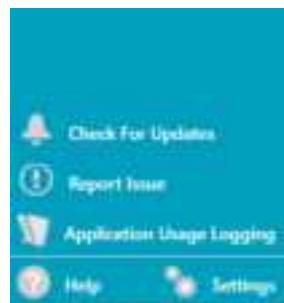 Check For Updates
Report Issue
Application Usage Logging
Help Settings